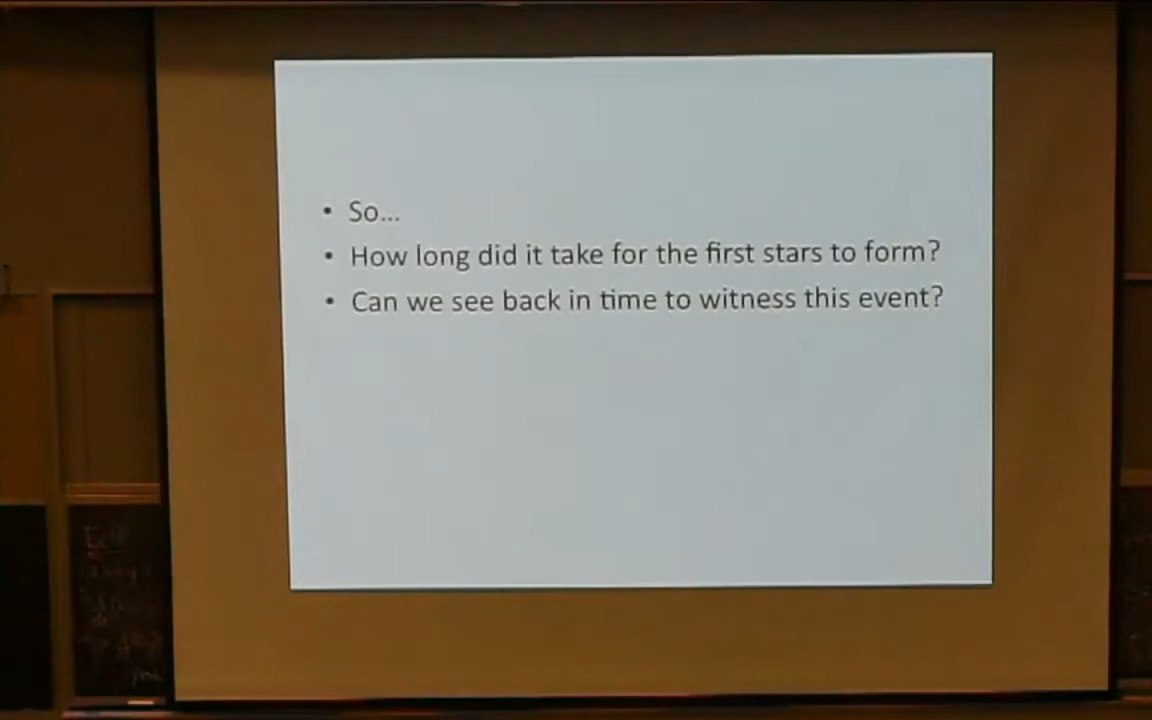 • So...
• How long did it take for the first stars to form?
• Can we see back in time to witness this event?